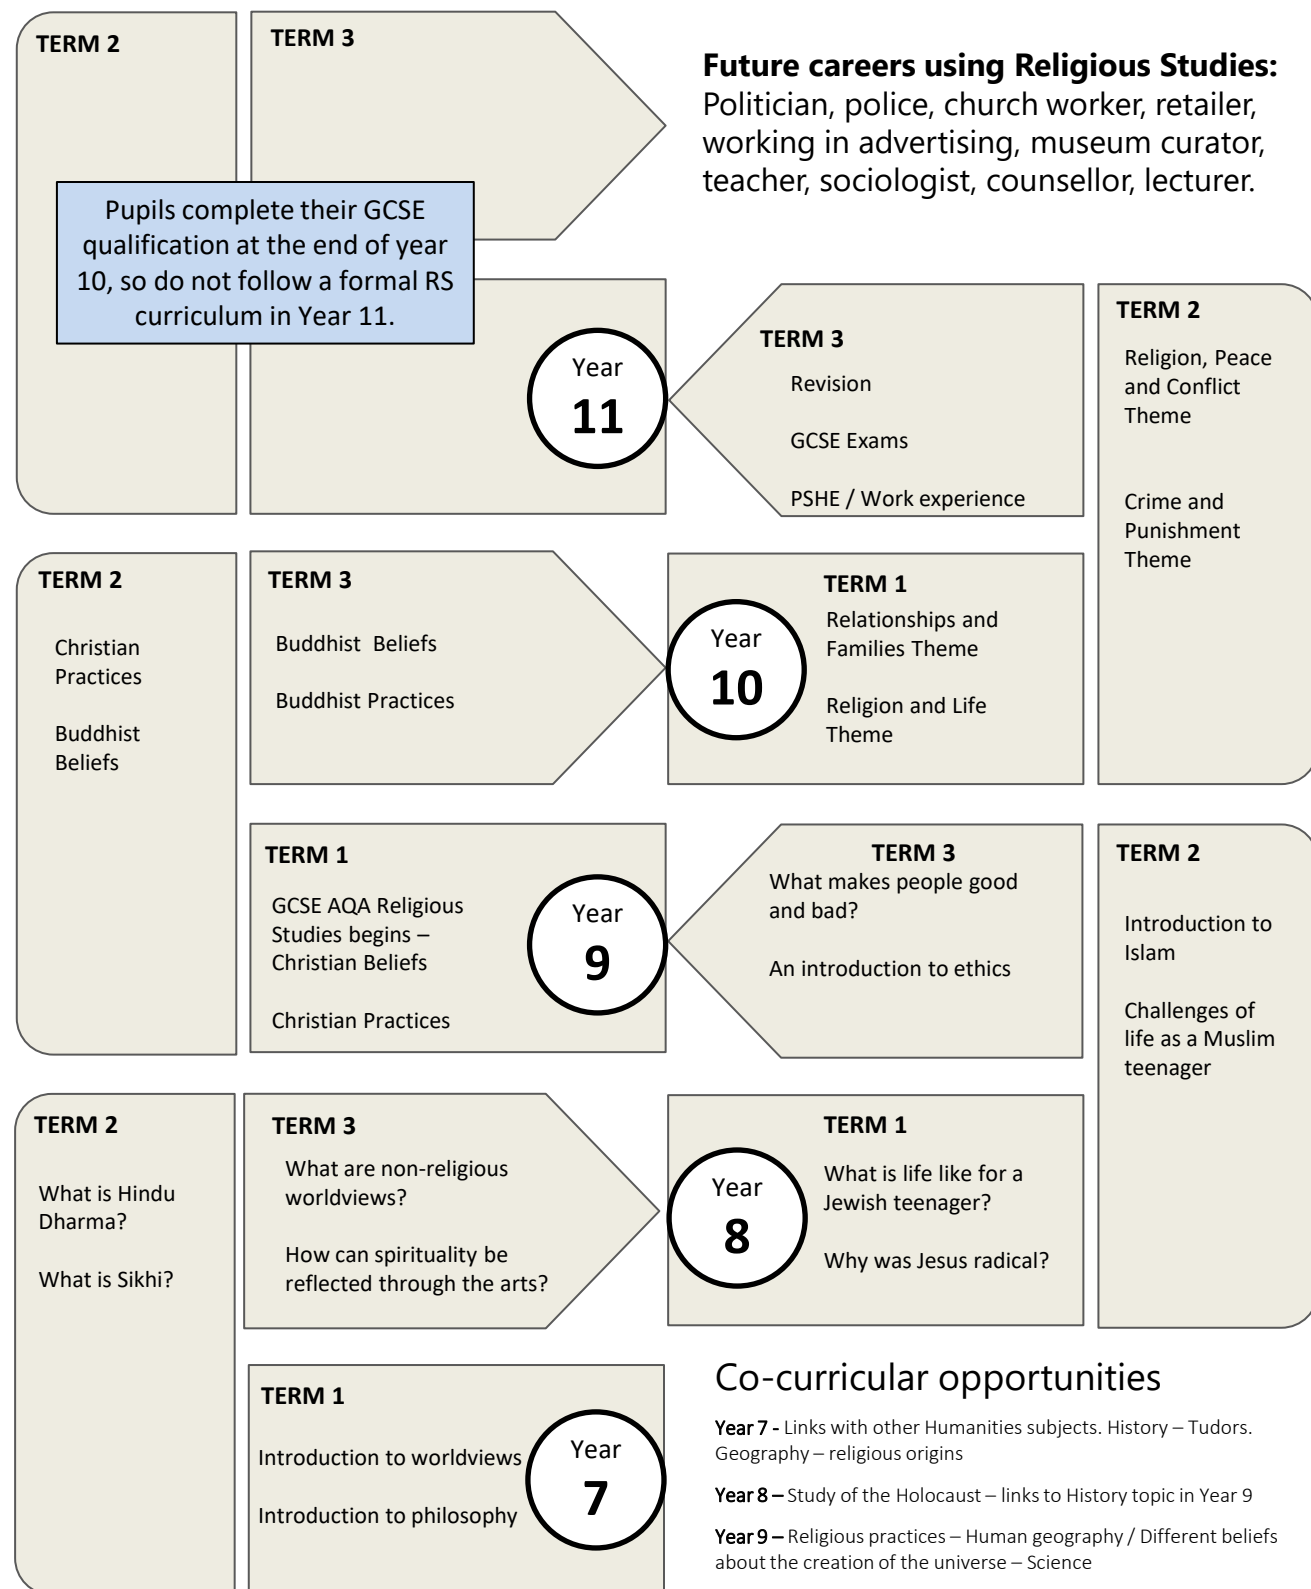 TERM 2
TERM 3
Future careers using Religious Studies:
Politician, police, church worker, retailer,
working in advertising, museum curator,
teacher, sociologist, counsellor, lecturer.
Pupils complete their GCSE
qualification at the end of year
10, so do not follow a formal RS
curriculum in Year 11.
Year
11
TERM 3
Revision
GCSE Exams
PSHE / Work experience
TERM 2
Religion, Peace
and Conflict
Theme
Crime and
Punishment
Theme
TERM 2
Christian
Practices
Buddhist
Beliefs
TERM 3
Buddhist  Beliefs
Buddhist Practices
Year
10
TERM 1
Relationships and
Families Theme
Religion and Life
Theme
TERM 1
GCSE AQA Religious
Studies begins –
Christian Beliefs
Christian Practices
Year
9
TERM 3
What makes people good
and bad?
An introduction to ethics
TERM 2
Introduction to
Islam
Challenges of
life as a Muslim
teenager
TERM 2
What is Hindu
Dharma?
What is Sikhi?
TERM 3
What are non-religious
worldviews?
How can spirituality be
reflected through the arts?
Year
8
TERM 1
What is life like for a
Jewish teenager?
Why was Jesus radical?
TERM 1
Introduction to worldviews
Introduction to philosophy
Year
7
Co-curricular opportunities
Year 7 - Links with other Humanities subjects. History – Tudors.
Geography – religious origins
Year 8 – Study of the Holocaust – links to History topic in Year 9
Year 9 – Religious practices – Human geography / Different beliefs
about the creation of the universe – Science